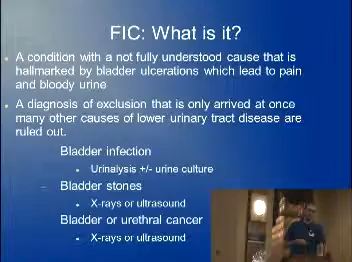 FIC: What is it?
A condition with a not fully understood cause that is
hallmarked by bladder ulcerations which lead to pain
and bloody urine
A diagnosis of exclusion that is only arrived at once
many other causes of lower urinary tract disease are
ruled out.
Bladder infection
Urinalysis +/- urine culture
– Bladder stones
X-rays or ultrasound
Bladder or urethral cancer
X-rays or ultrasound